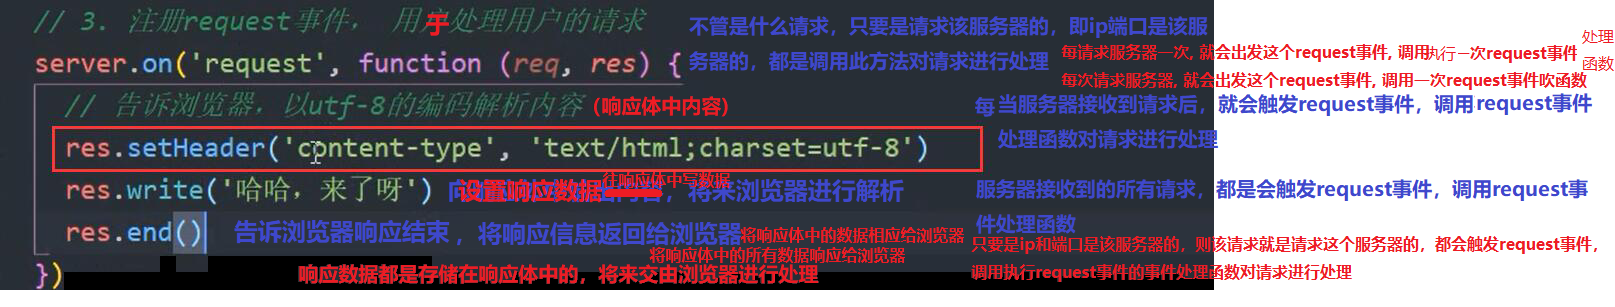 // 3. 注册request事件， 用于处理用户的请求
不管是什么请求，只要是请求该服务器的，即ip端口是该服
务器的，都是调用此方法对请求进行处理
每请求服务器一次, 就会出发这个request事件, 调用执行一次request事件
处理
函数
每次请求服务器, 就会出发这个request事件, 调用一次request事件吹函数
server.on('request', function (req, res) {
// 告诉浏览器，以utf-8的编码解析内容（响应体中内容）
每当服务器接收到请求后，就会触发request事件，调用request事件
处理函数对请求进行处理
res.setHeader('content-type', 'text/html;charset=utf-8')
res.write('哈哈，来了呀')
设置响应数据
往响应体中写数据
，将来浏览器进行解析
服务器接收到的所有请求，都是会触发request事件，调用request事
件处理函数
res.end()
告诉浏览器响应结束 ，将响应信息返回给浏览器
将响应体中的数据相应给浏览器
将响应体中的所有数据响应给浏览器
只要是ip和端口是该服务器的，则该请求就是请求这个服务器的，都会触发request事件，
调用执行request事件的事件处理函数对请求进行处理
})
响应数据都是存储在响应体中的，将来交由浏览器进行处理